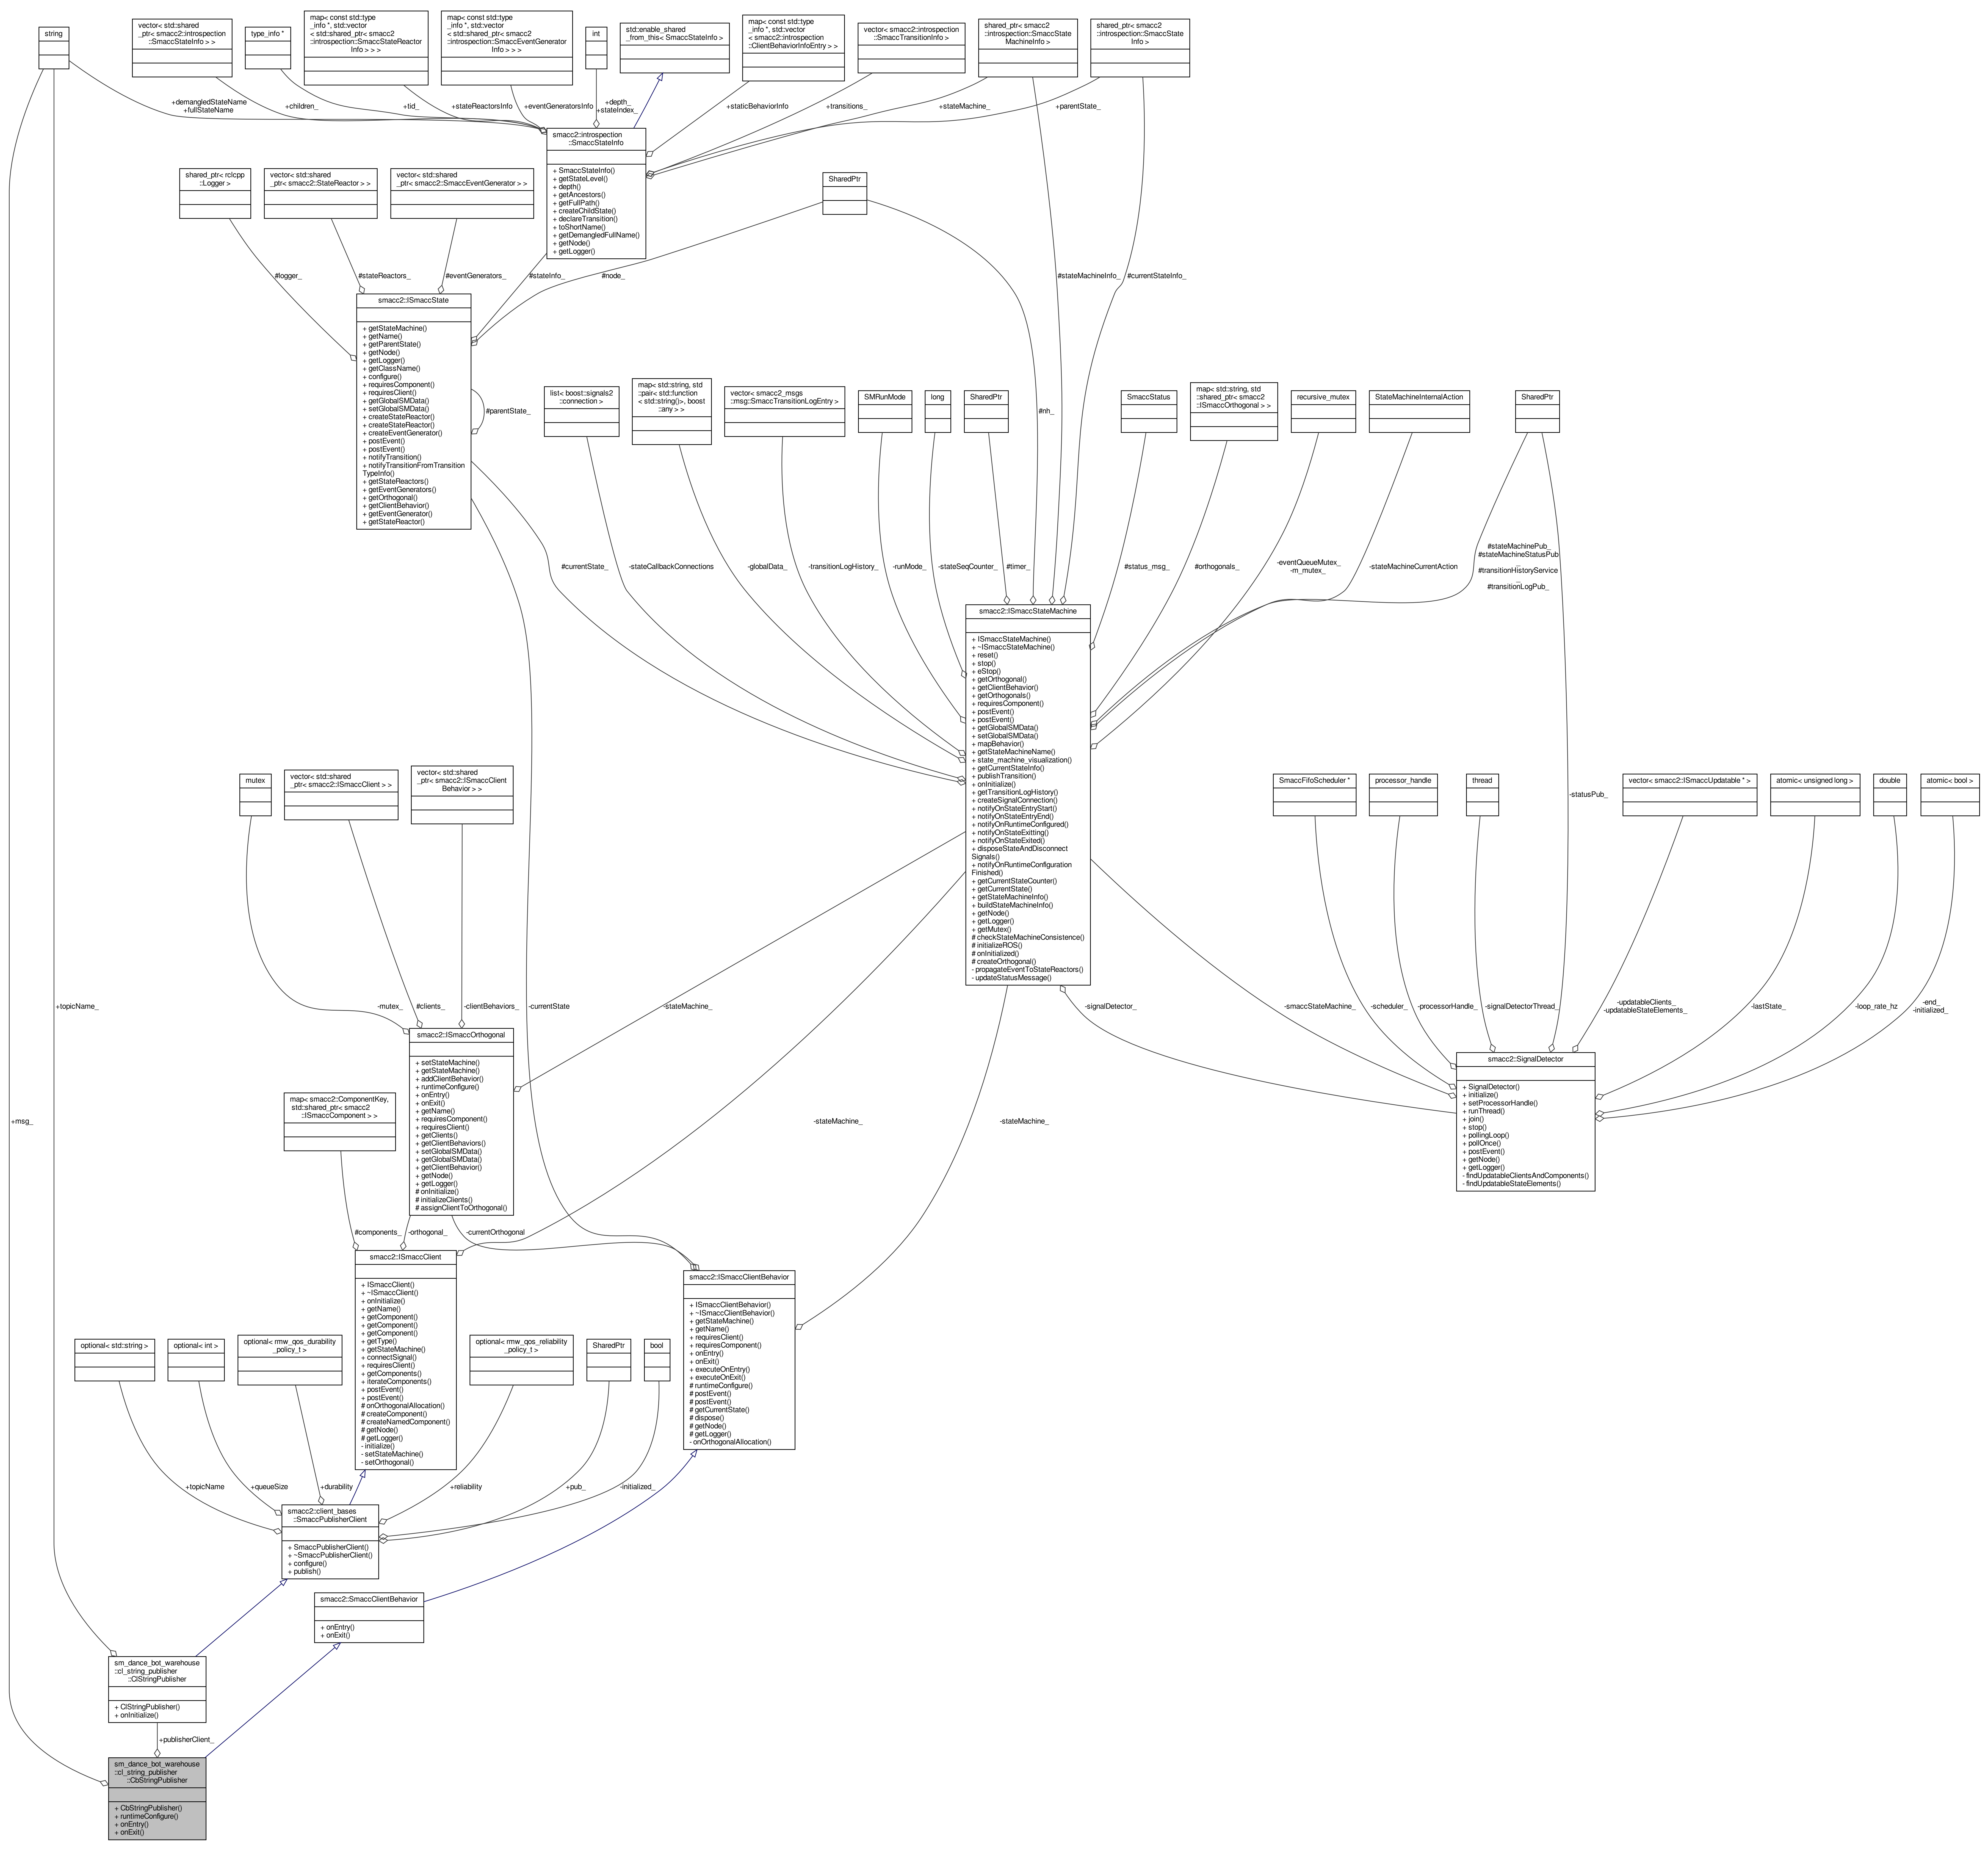 string
vector< std::shared
_ptr< smacc2::introspection
::SmaccStateInfo > >
type_info *
map< const std::type
_info *, std::vector
< std::shared_ptr< smacc2
::introspection::SmaccStateReactor
Info > > >
map< const std::type
_info *, std::vector
< std::shared_ptr< smacc2
::introspection::SmaccEventGenerator
Info > > >
int
std::enable_shared
_from_this< SmaccStateInfo >
map< const std::type
_info *, std::vector
< smacc2::introspection
::ClientBehaviorInfoEntry > >
vector< smacc2::introspection
::SmaccTransitionInfo >
shared_ptr< smacc2
::introspection::SmaccState
MachineInfo >
shared_ptr< smacc2
::introspection::SmaccState
Info >
+demangledStateName
+fullStateName
+children_
+tid_
+stateReactorsInfo
+eventGeneratorsInfo
+depth_
+stateIndex_
+staticBehaviorInfo
+transitions_
+stateMachine_
+parentState_
smacc2::introspection
::SmaccStateInfo
+ SmaccStateInfo()
+ getStateLevel()
+ depth()
+ getAncestors()
+ getFullPath()
+ createChildState()
+ declareTransition()
+ toShortName()
+ getDemangledFullName()
+ getNode()
+ getLogger()
shared_ptr< rclcpp
::Logger >
vector< std::shared
_ptr< smacc2::StateReactor > >
vector< std::shared
_ptr< smacc2::SmaccEventGenerator > >
SharedPtr
#logger_
#stateReactors_
#eventGenerators_
#stateInfo_
#node_
#stateMachineInfo_
#currentStateInfo_
smacc2::ISmaccState
+ getStateMachine()
+ getName()
+ getParentState()
+ getNode()
+ getLogger()
+ getClassName()
+ configure()
+ requiresComponent()
+ requiresClient()
+ getGlobalSMData()
+ setGlobalSMData()
+ createStateReactor()
+ createStateReactor()
+ createEventGenerator()
+ postEvent()
+ postEvent()
+ notifyTransition()
+ notifyTransitionFromTransition
TypeInfo()
+ getStateReactors()
+ getEventGenerators()
+ getOrthogonal()
+ getClientBehavior()
+ getEventGenerator()
+ getStateReactor()
#parentState_
list< boost::signals2
::connection >
map< std::string, std
::pair< std::function
< std::string()>, boost
::any > >
vector< smacc2_msgs
::msg::SmaccTransitionLogEntry >
SMRunMode
long
SharedPtr
#nh_
SmaccStatus
map< std::string, std
::shared_ptr< smacc2
::ISmaccOrthogonal > >
recursive_mutex
StateMachineInternalAction
SharedPtr
#currentState_
-stateCallbackConnections
-globalData_
-transitionLogHistory_
-runMode_
-stateSeqCounter_
#timer_
#status_msg_
#orthogonals_
-eventQueueMutex_
-m_mutex_
-stateMachineCurrentAction
#stateMachinePub_
#stateMachineStatusPub
_
#transitionHistoryService
_
#transitionLogPub_
smacc2::ISmaccStateMachine
+ ISmaccStateMachine()
+ ~ISmaccStateMachine()
+ reset()
+ stop()
+ eStop()
+ getOrthogonal()
+ getClientBehavior()
+ getOrthogonals()
+ requiresComponent()
+ postEvent()
+ postEvent()
+ getGlobalSMData()
+ setGlobalSMData()
+ mapBehavior()
+ getStateMachineName()
+ state_machine_visualization()
+ getCurrentStateInfo()
+ publishTransition()
+ onInitialize()
+ getTransitionLogHistory()
+ createSignalConnection()
+ notifyOnStateEntryStart()
+ notifyOnStateEntryEnd()
+ notifyOnRuntimeConfigured()
+ notifyOnStateExitting()
+ notifyOnStateExited()
+ disposeStateAndDisconnect
Signals()
+ notifyOnRuntimeConfiguration
Finished()
+ getCurrentStateCounter()
+ getCurrentState()
+ getStateMachineInfo()
+ buildStateMachineInfo()
+ getNode()
+ getLogger()
+ getMutex()
# checkStateMachineConsistence()
# initializeROS()
# onInitialized()
# createOrthogonal()
- propagateEventToStateReactors()
- updateStatusMessage()
mutex
vector< std::shared
_ptr< smacc2::ISmaccClient > >
vector< std::shared
_ptr< smacc2::ISmaccClient
Behavior > >
SmaccFifoScheduler *
processor_handle
thread
-statusPub_
vector< smacc2::ISmaccUpdatable * >
atomic< unsigned long >
double
atomic< bool >
+topicName_
-mutex_
#clients_
-clientBehaviors_
-currentState
-stateMachine_
-signalDetector_
-smaccStateMachine_
-scheduler_
-processorHandle_
-signalDetectorThread_
-updatableClients_
-updatableStateElements_
-lastState_
-loop_rate_hz
-end_
-initialized_
smacc2::ISmaccOrthogonal
+ setStateMachine()
+ getStateMachine()
+ addClientBehavior()
+ runtimeConfigure()
+ onEntry()
+ onExit()
+ getName()
+ requiresComponent()
+ requiresClient()
+ getClients()
+ getClientBehaviors()
+ setGlobalSMData()
+ getGlobalSMData()
+ getClientBehavior()
+ getNode()
+ getLogger()
# onInitialize()
# initializeClients()
# assignClientToOrthogonal()
smacc2::SignalDetector
+ SignalDetector()
+ initialize()
+ setProcessorHandle()
+ runThread()
+ join()
+ stop()
+ pollingLoop()
+ pollOnce()
+ postEvent()
+ getNode()
+ getLogger()
- findUpdatableClientsAndComponents()
- findUpdatableStateElements()
map< smacc2::ComponentKey,
std::shared_ptr< smacc2
::ISmaccComponent > >
+msg_
-stateMachine_
-stateMachine_
#components_
-orthogonal_
-currentOrthogonal
smacc2::ISmaccClient
+ ISmaccClient()
+ ~ISmaccClient()
+ onInitialize()
+ getName()
+ getComponent()
+ getComponent()
+ getComponent()
+ getType()
+ getStateMachine()
+ connectSignal()
+ requiresClient()
+ getComponents()
+ iterateComponents()
+ postEvent()
+ postEvent()
# onOrthogonalAllocation()
# createComponent()
# createNamedComponent()
# getNode()
# getLogger()
- initialize()
- setStateMachine()
- setOrthogonal()
smacc2::ISmaccClientBehavior
+ ISmaccClientBehavior()
+ ~ISmaccClientBehavior()
+ getStateMachine()
+ getName()
+ requiresClient()
+ requiresComponent()
+ onEntry()
+ onExit()
+ executeOnEntry()
+ executeOnExit()
# runtimeConfigure()
# postEvent()
# postEvent()
# getCurrentState()
# dispose()
# getNode()
# getLogger()
- onOrthogonalAllocation()
optional< std::string >
optional< int >
optional< rmw_qos_durability
_policy_t >
optional< rmw_qos_reliability
_policy_t >
SharedPtr
bool
+topicName
+queueSize
+durability
+reliability
+pub_
-initialized_
smacc2::client_bases
::SmaccPublisherClient
+ SmaccPublisherClient()
+ ~SmaccPublisherClient()
+ configure()
+ publish()
smacc2::SmaccClientBehavior
+ onEntry()
+ onExit()
sm_dance_bot_warehouse
::cl_string_publisher
::ClStringPublisher
+ ClStringPublisher()
+ onInitialize()
+publisherClient_
sm_dance_bot_warehouse
::cl_string_publisher
::CbStringPublisher
+ CbStringPublisher()
+ runtimeConfigure()
+ onEntry()
+ onExit()